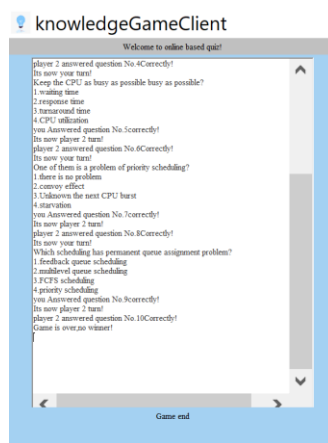 knowledgeGameClient
Welcome to online based quiz!
player 2 answered question No.4Correctly!
Its now your turn!
Keep the CPU as busy as possible busy as possible?
1.waiting time
2.response time
3.turnaround time
4.CPU utilization
you Answered question No.5correctly!
Its now player 2 turn!
player 2 answered question No.6Correctly!
Its now your turn!
One of them is a problem of priority scheduling?
1.there is no problem
2.convoy effect
3.Unknown the next CPU burst
4.starvation
you Answered question No.7correctly!
Its now player 2 turn!
player 2 answered question No.8Correctly!
Its now your turn!
Which scheduling has permanent queue assignment problem?
1.feedback queue scheduling
2.multilevel queue scheduling
3.FCFS scheduling
4.priority scheduling
you Answered question No.9correctly!
Its now player 2 turn!
player 2 answered question No.10Correctly!
Game is over,no winner!
Game end